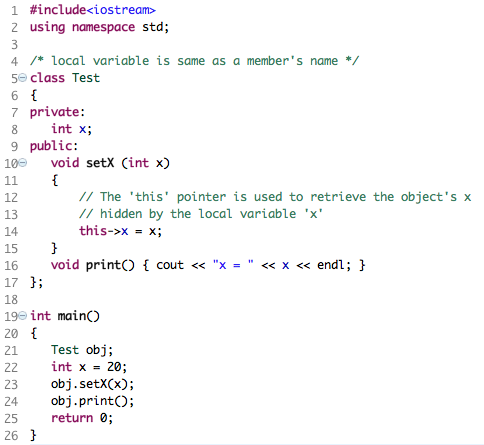 1 #include<iostream>
2 using namespace std;
3
4 /* local variable is same as a member's name */
5 class Test
6 {
7 private:
8    int x;
9 public:
10    void setX (int x)
11    {
12        // The 'this' pointer is used to retrieve the object's x
13        // hidden by the local variable 'x'
14        this->x = x;
15    }
16    void print() { cout << "x = " << x << endl; }
17 };
18
19 int main()
20 {
21    Test obj;
22    int x = 20;
23    obj.setX(x);
24    obj.print();
25    return 0;
26 }